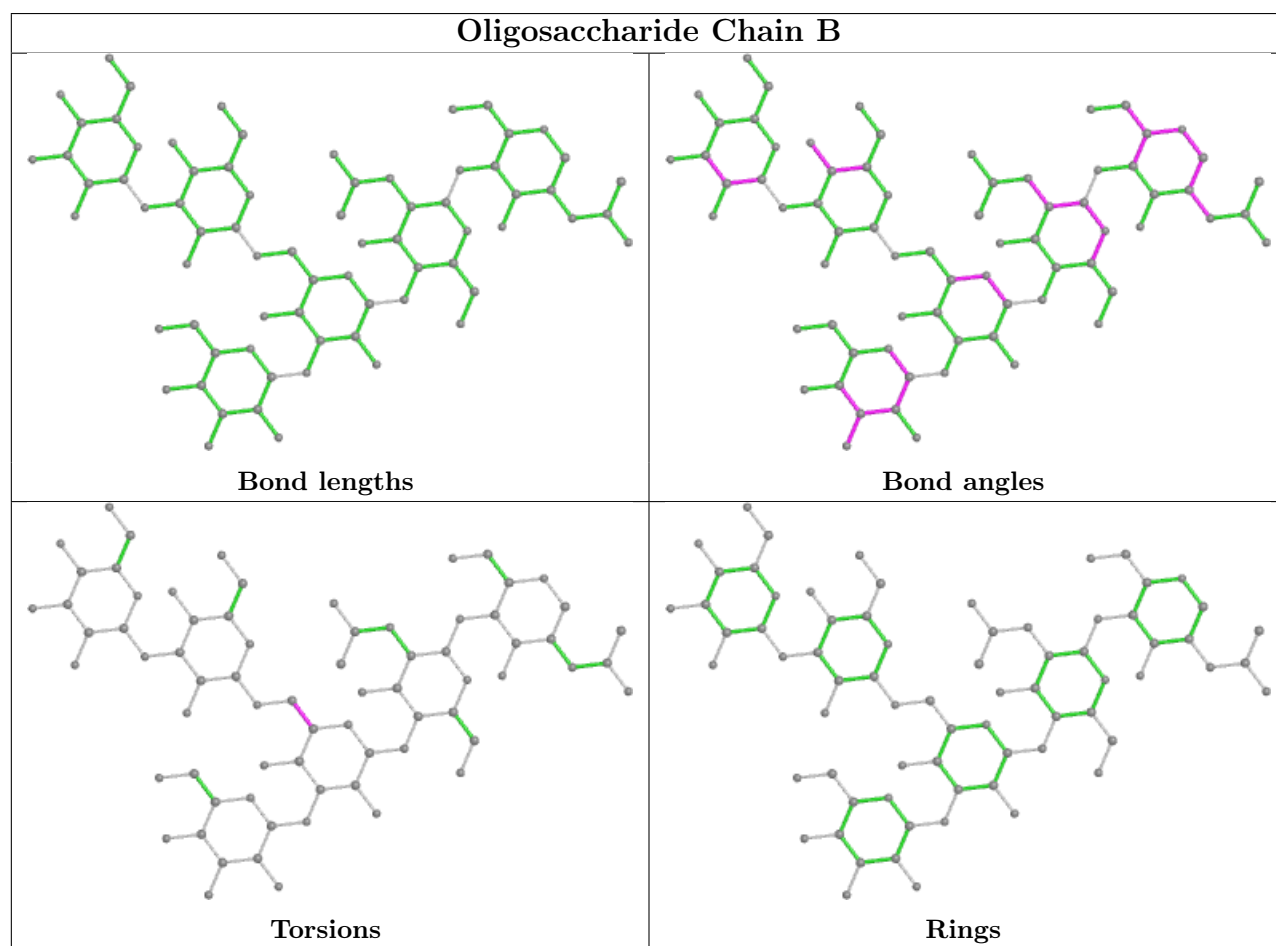 Oligosaccharide Chain B
Bond lengths
Bond angles
Torsions
Rings